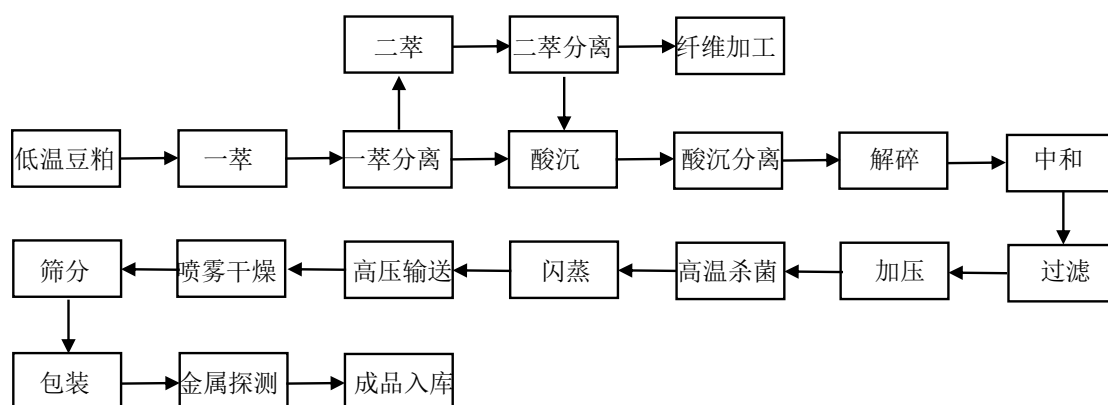 二萃
二萃分离
纤维加工
低温豆粕
一萃
一萃分离
酸沉
酸沉分离
解碎
中和
筛分
喷雾干燥
高压输送
闪蒸
高温杀菌
加压
过滤
包装
金属探测
成品入库